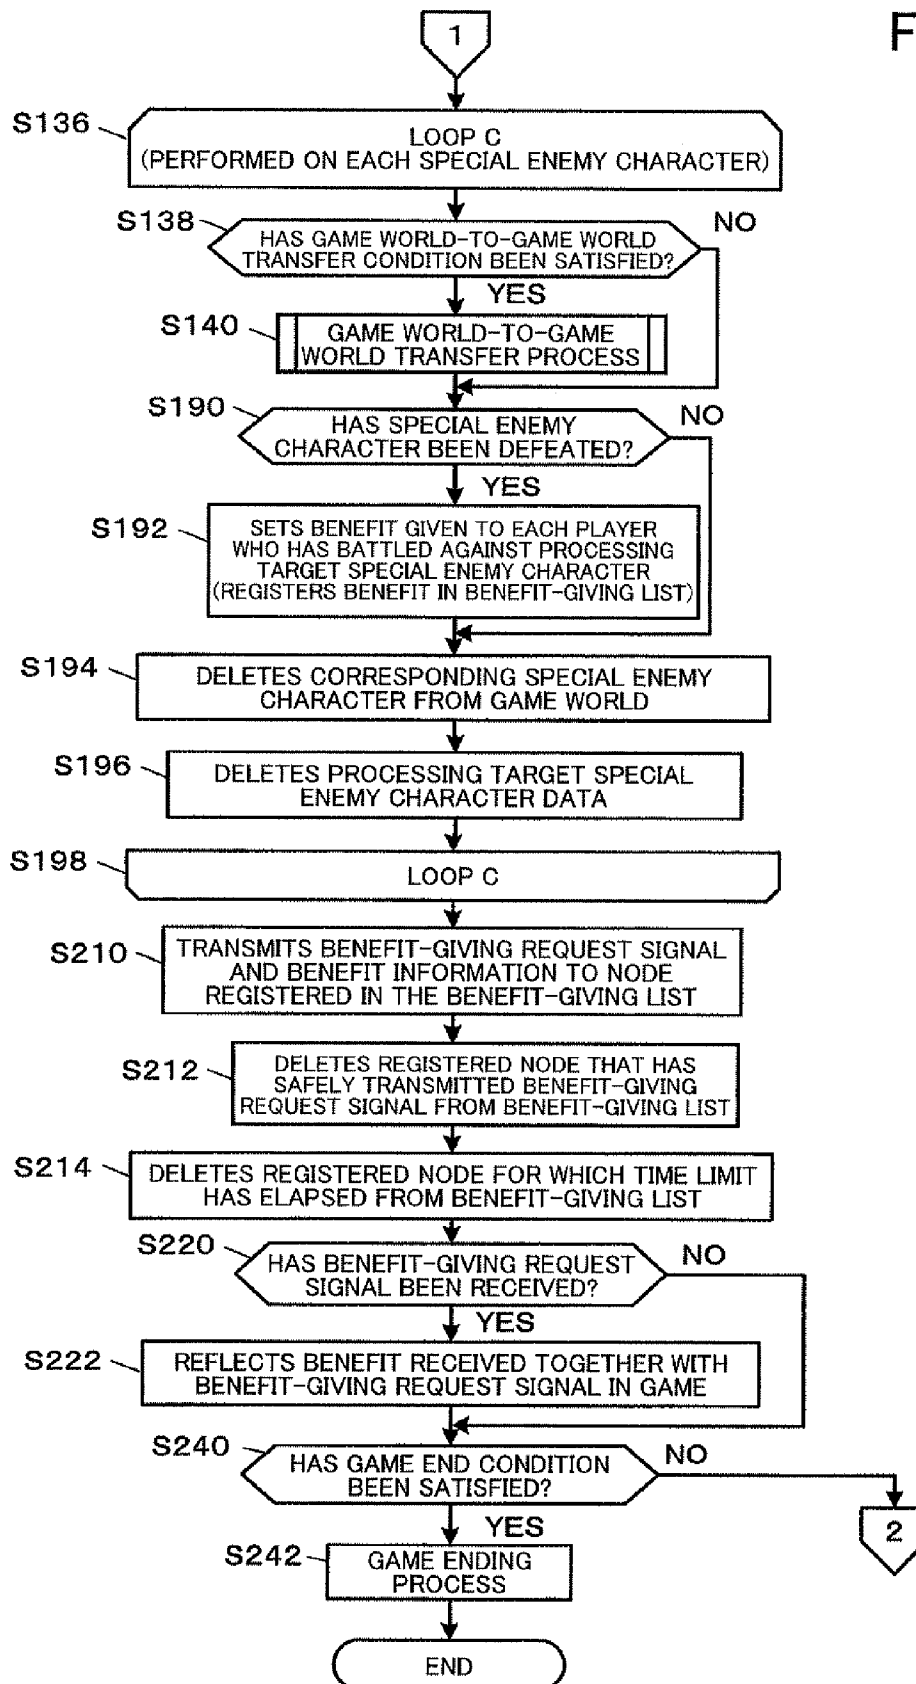 1
F
S136
LOOP C
(PERFORMED ON EACH SPECIAL ENEMY CHARACTER)
S138
NO
HAS GAME WORLD-TO-GAME WORLD
TRANSFER CONDITION BEEN SATISFIED?
YES
S140
GAME WORLD-TO-GAME
WORLD TRANSFER PROCESS
S190
NO
HAS SPECIAL ENEMY
CHARACTER BEEN DEFEATED?
YES
S192
SETS BENEFIT GIVEN TO EACH PLAYER
WHO HAS BATTLED AGAINST PROCESSING
TARGET SPECIAL ENEMY CHARACTER
(REGISTERS BENEFIT IN BENEFIT-GIVING LIST)
S194
DELETES CORRESPONDING SPECIAL ENEMY
CHARACTER FROM GAME WORLD
S196
DELETES PROCESSING TARGET SPECIAL
ENEMY CHARACTER DATA
S198
LOOP C
S210
TRANSMITS BENEFIT-GIVING REQUEST SIGNAL
AND BENEFIT INFORMATION TO NODE
REGISTERED IN THE BENEFIT-GIVING LIST
S212
DELETES REGISTERED NODE THAT HAS
SAFELY TRANSMITTED BENEFIT-GIVING
REQUEST SIGNAL FROM BENEFIT-GIVING LIST
S214
DELETES REGISTERED NODE FOR WHICH TIME LIMIT
HAS ELAPSED FROM BENEFIT-GIVING LIST
S220
NO
HAS BENEFIT-GIVING REQUEST
SIGNAL BEEN RECEIVED?
YES
S222
REFLECTS BENEFIT RECEIVED TOGETHER WITH
BENEFIT-GIVING REQUEST SIGNAL IN GAME
S240
NO
HAS GAME END CONDITION
BEEN SATISFIED?
YES
2
S242
GAME ENDING
PROCESS
END